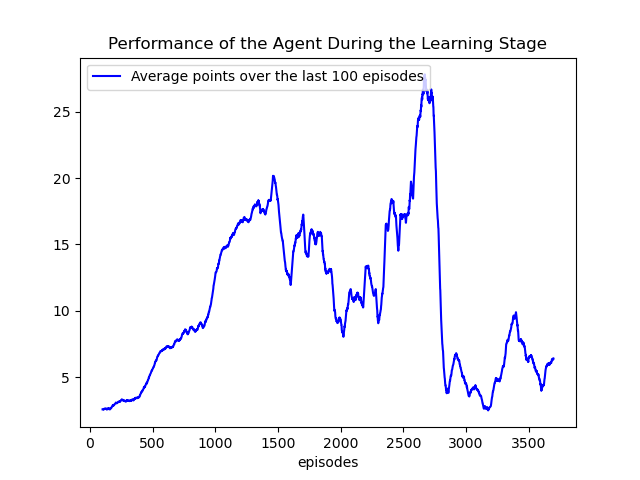 Performance of the Agent During the Learning Stage
Average points over the last 100 episodes
25
20
15
10
5
0 500 1000 1500 2000 2500 3000 3500
episodes